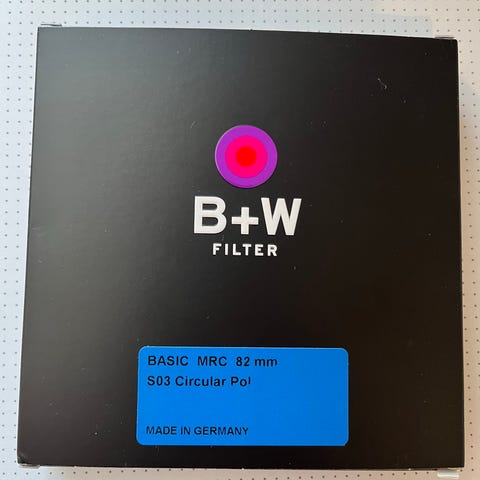 B+W
FILTER
BASIC MRC 82 mm
S03 Circular Pol
MADE IN GERMANY